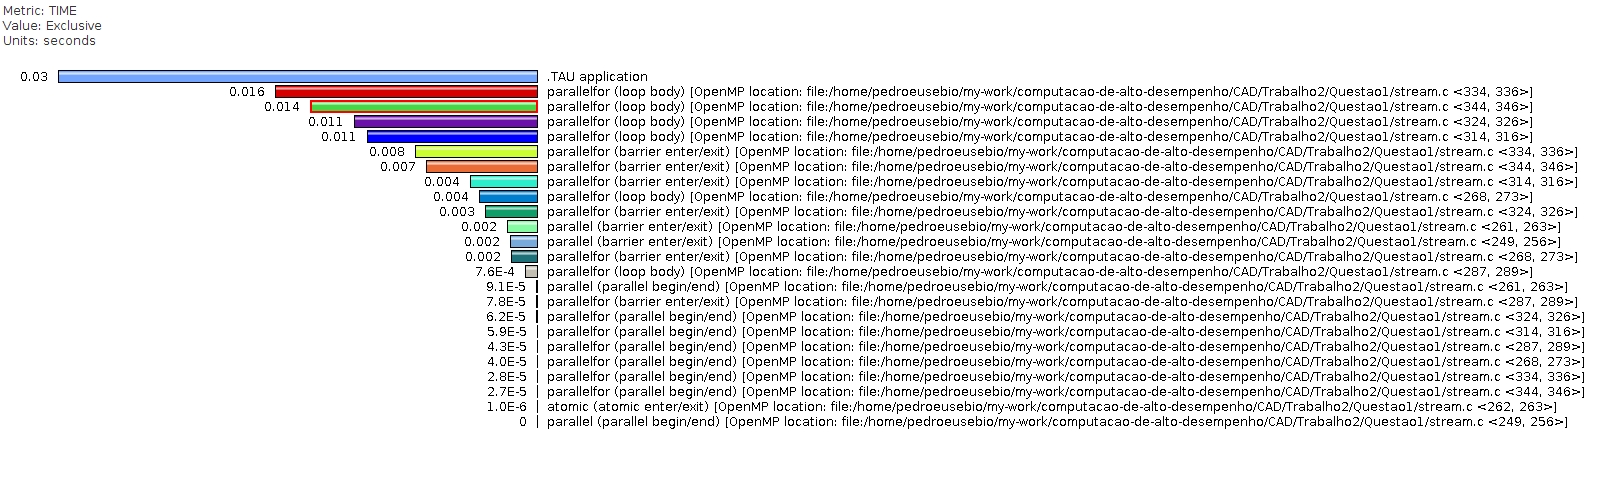 Metric: TIME
Value: Exclusive
Units: seconds
0.03 .TAU application
0.016 parallelfor (loop body) [OpenMP location: file:/home/pedroeusebio/my-work/computacao-de-alto-desempenho/CAD/Trabalho2/Questao1/stream.c <334, 336>]
0.014 parallelfor (loop body) [OpenMP location: file:/home/pedroeusebio/my-work/computacao-de-alto-desempenho/CAD/Trabalho2/Questao1/stream.c <344, 346>]
0.011 parallelfor (loop body) [OpenMP location: file:/home/pedroeusebio/my-work/computacao-de-alto-desempenho/CAD/Trabalho2/Questao1/stream.c <324, 326>]
0.011 parallelfor (loop body) [OpenMP location: file:/home/pedroeusebio/my-work/computacao-de-alto-desempenho/CAD/Trabalho2/Questao1/stream.c <314, 316>]
0.008 parallelfor (barrier enter/exit) [OpenMP location: file:/home/pedroeusebio/my-work/computacao-de-alto-desempenho/CAD/Trabalho2/Questao1/stream.c <334, 336>]
0.007 parallelfor (barrier enter/exit) [OpenMP location: file:/home/pedroeusebio/my-work/computacao-de-alto-desempenho/CAD/Trabalho2/Questao1/stream.c <344, 346>]
0.004 parallelfor (barrier enter/exit) [OpenMP location: file:/home/pedroeusebio/my-work/computacao-de-alto-desempenho/CAD/Trabalho2/Questao1/stream.c <314, 316>]
0.004 parallelfor (loop body) [OpenMP location: file:/home/pedroeusebio/my-work/computacao-de-alto-desempenho/CAD/Trabalho2/Questao1/stream.c <268, 273>]
0.003 parallelfor (barrier enter/exit) [OpenMP location: file:/home/pedroeusebio/my-work/computacao-de-alto-desempenho/CAD/Trabalho2/Questao1/stream.c <324, 326>]
0.002 parallel (barrier enter/exit) [OpenMP location: file:/home/pedroeusebio/my-work/computacao-de-alto-desempenho/CAD/Trabalho2/Questao1/stream.c <261, 263>]
0.002 parallel (barrier enter/exit) [OpenMP location: file:/home/pedroeusebio/my-work/computacao-de-alto-desempenho/CAD/Trabalho2/Questao1/stream.c <249, 256>]
0.002 parallelfor (barrier enter/exit) [OpenMP location: file:/home/pedroeusebio/my-work/computacao-de-alto-desempenho/CAD/Trabalho2/Questao1/stream.c <268, 273>]
7.6E-4 parallelfor (loop body) [OpenMP location: file:/home/pedroeusebio/my-work/computacao-de-alto-desempenho/CAD/Trabalho2/Questao1/stream.c <287, 289>]
9.1E-5 parallel (parallel begin/end) [OpenMP location: file:/home/pedroeusebio/my-work/computacao-de-alto-desempenho/CAD/Trabalho2/Questao1/stream.c <261, 263>]
7.8E-5 parallelfor (barrier enter/exit) [OpenMP location: file:/home/pedroeusebio/my-work/computacao-de-alto-desempenho/CAD/Trabalho2/Questao1/stream.c <287, 289>]
6.2E-5 parallelfor (parallel begin/end) [OpenMP location: file:/home/pedroeusebio/my-work/computacao-de-alto-desempenho/CAD/Trabalho2/Questao1/stream.c <324, 326>]
5.9E-5 parallelfor (parallel begin/end) [OpenMP location: file:/home/pedroeusebio/my-work/computacao-de-alto-desempenho/CAD/Trabalho2/Questao1/stream.c <314, 316>]
4.3E-5 parallelfor (parallel begin/end) [OpenMP location: file:/home/pedroeusebio/my-work/computacao-de-alto-desempenho/CAD/Trabalho2/Questao1/stream.c <287, 289>]
4.0E-5 parallelfor (parallel begin/end) [OpenMP location: file:/home/pedroeusebio/my-work/computacao-de-alto-desempenho/CAD/Trabalho2/Questao1/stream.c <268, 273>]
2.8E-5 parallelfor (parallel begin/end) [OpenMP location: file:/home/pedroeusebio/my-work/computacao-de-alto-desempenho/CAD/Trabalho2/Questao1/stream.c <334, 336>]
2.7E-5 parallelfor (parallel begin/end) [OpenMP location: file:/home/pedroeusebio/my-work/computacao-de-alto-desempenho/CAD/Trabalho2/Questao1/stream.c <344, 346>]
1.0E-6 atomic (atomic enter/exit) [OpenMP location: file:/home/pedroeusebio/my-work/computacao-de-alto-desempenho/CAD/Trabalho2/Questao1/stream.c <262, 263>]
0 parallel (parallel begin/end) [OpenMP location: file:/home/pedroeusebio/my-work/computacao-de-alto-desempenho/CAD/Trabalho2/Questao1/stream.c <249, 256>]